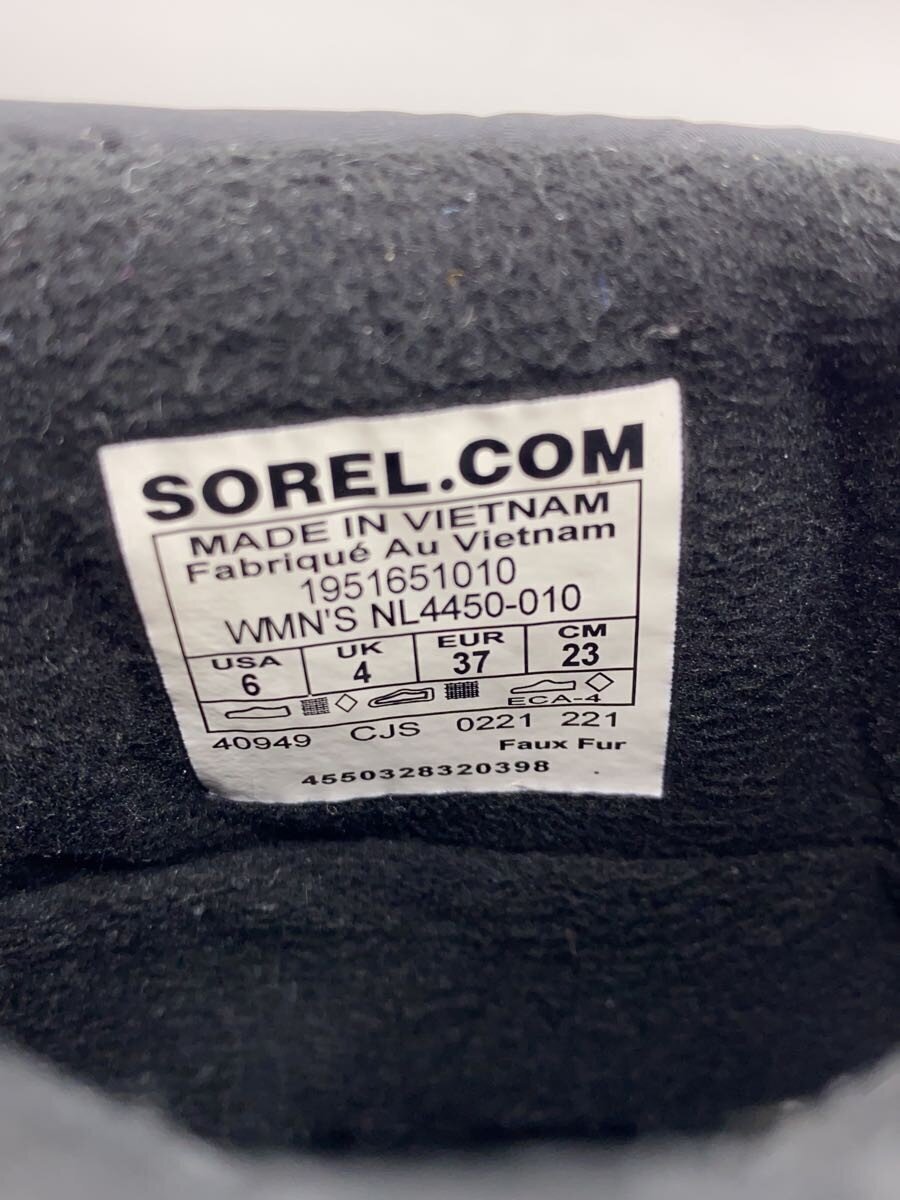 SOREL.COM
MADE IN VIETNAM
Fabriqué Au Vietnam
1951651010
WMN'S NL4450-010
USA UK EUR CM
6 4 37 23
ECA-4
40949 CJS 0221 221
Faux Fur
4550328320398